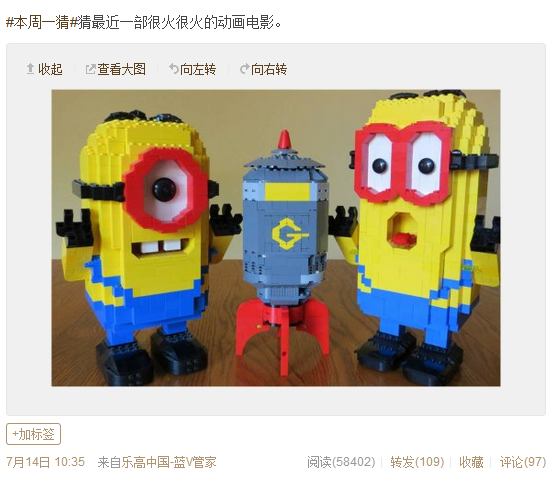 #本周一猜#猜最近一部很火很火的动画电影。
收起 查看大图 向左转 向右转
G
+加标签
7月14日 10:35 来自乐高中国-蓝V管家 阅读(58402) 转发(109) 收藏 评论(97)